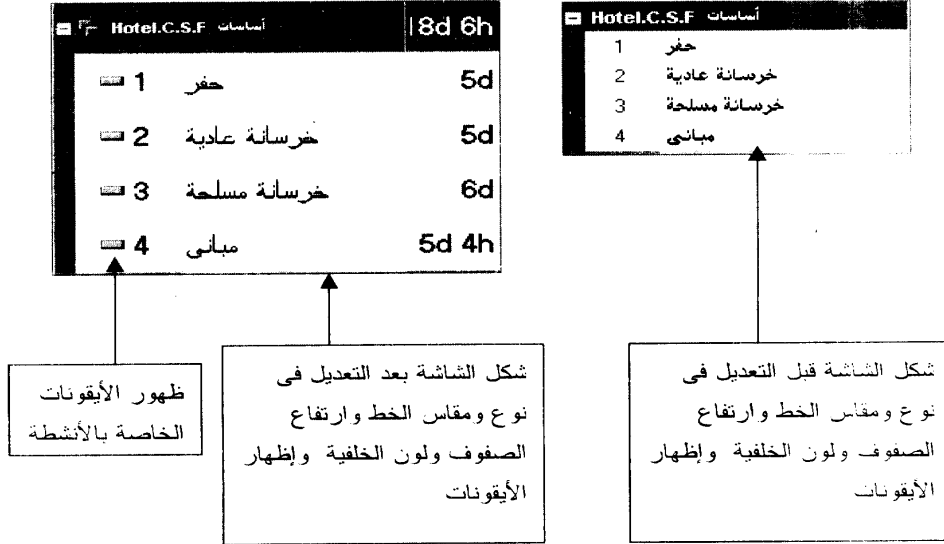 Hotel.C.S.F أساسات 18d 6h
1 حفر 5d
2 خرسانة عادية 5d
3 خرسانة مسلحة 6d
4 مبانى 5d 4h
Hotel.C.S.F أساسات
1 حفر
2 خرسانة عادية
3 خرسانة مسلحة
4 مبانى
ظهور الأيقونات
الخاصة بالأنشطة
شكل الشاشة بعد التعديل فى
نوع ومقاس الخط وارتفاع
الصفوف ولون الخلفية وإظهار
الأيقونات
شكل الشاشة قبل التعديل فى
نوع ومقاس الخط وارتفاع
الصفوف ولون الخلفية وإظهار
الأيقونات